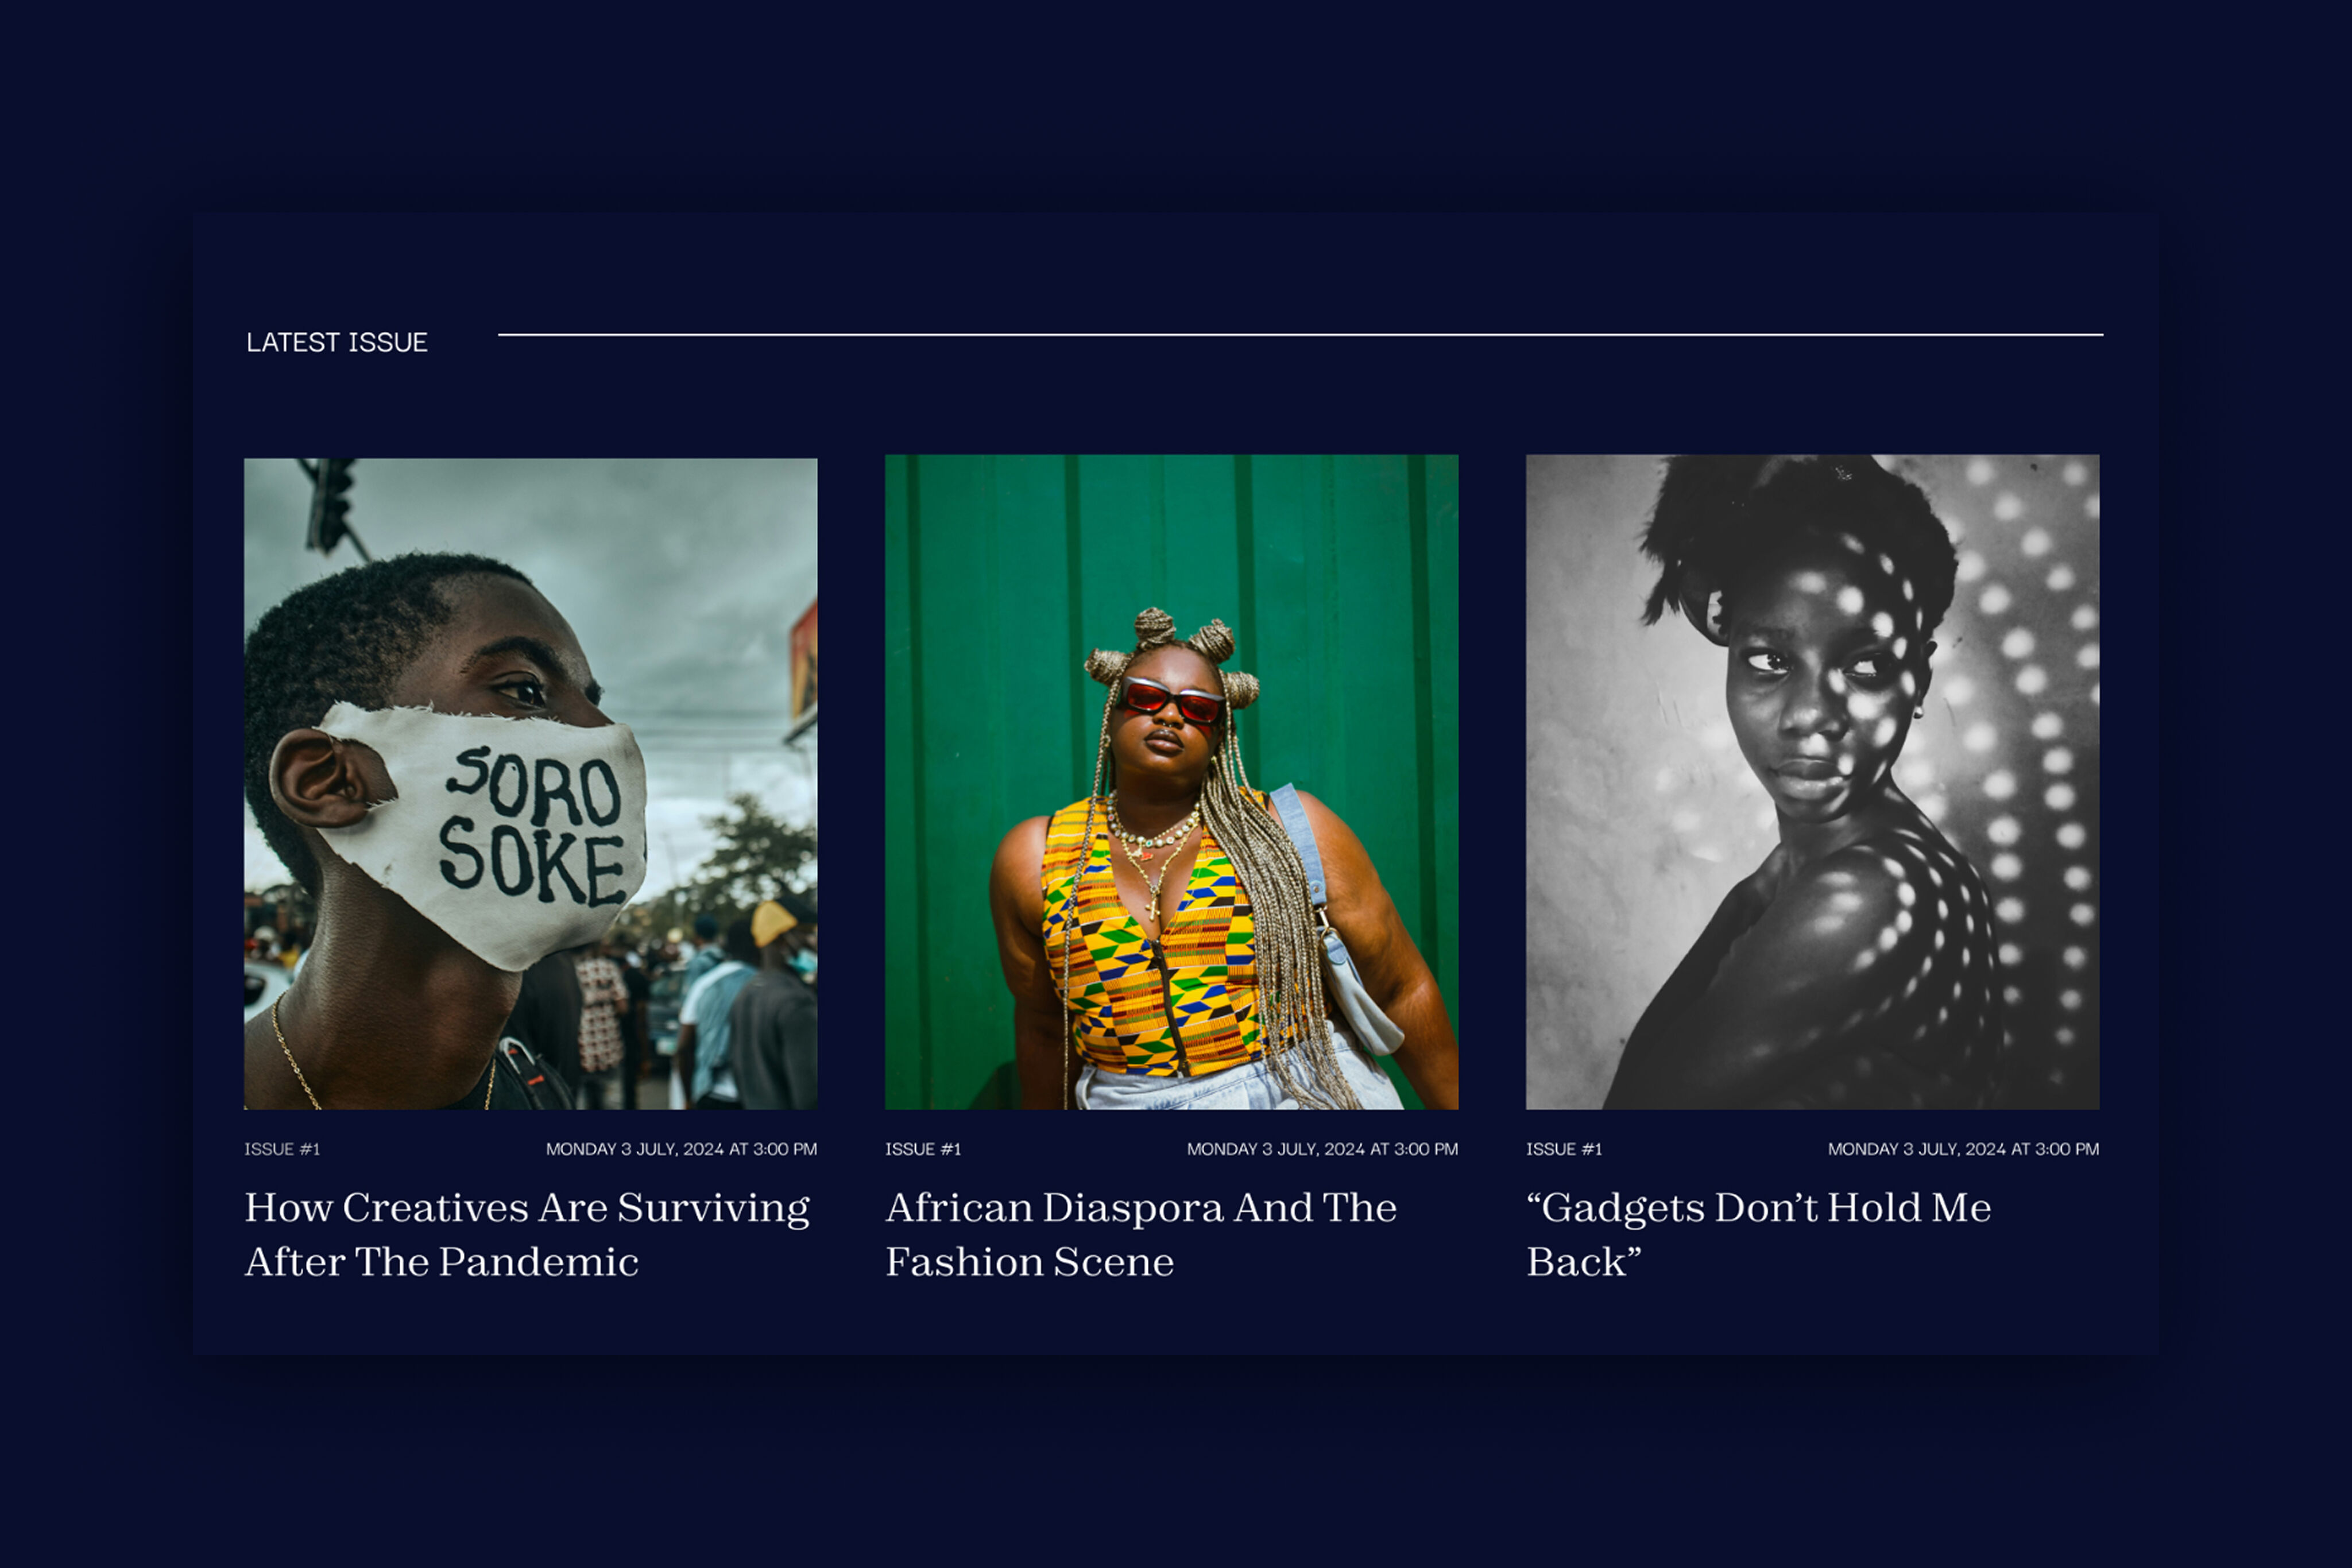 LATEST ISSUE
SORO
SOKE
ISSUE #1
MONDAY 3 JULY, 2024 AT 3:00 PM
How Creatives Are Surviving
After The Pandemic
ISSUE #1
MONDAY 3 JULY, 2024 AT 3:00 PM
African Diaspora And The
Fashion Scene
ISSUE #1
MONDAY 3 JULY, 2024 AT 3:00 PM
“Gadgets Don’t Hold Me
Back”